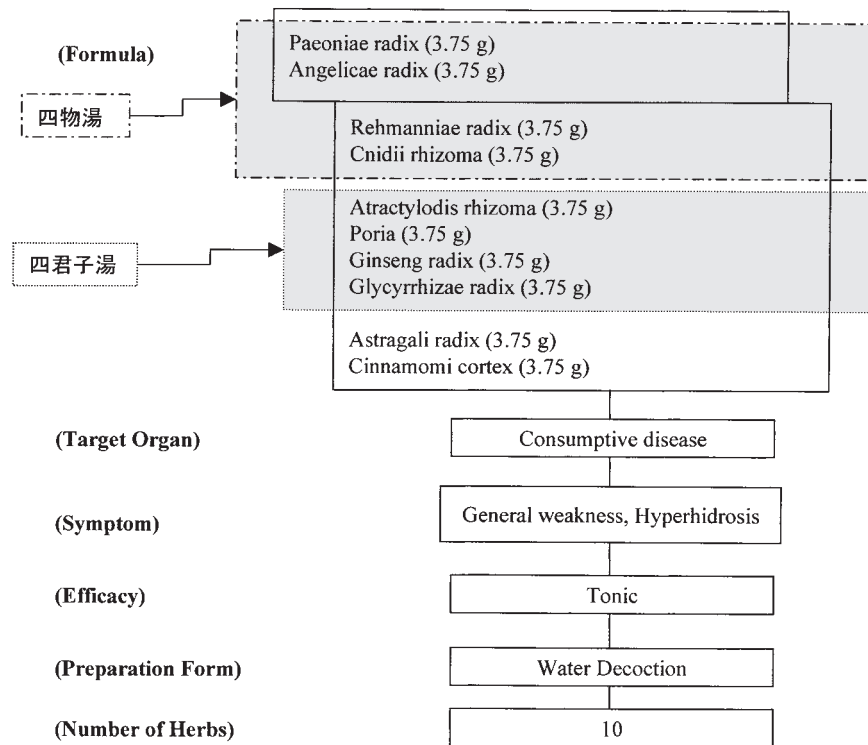 (Formula)
Paeoniae radix (3.75 g)
Angelicae radix (3.75 g)
四物湯
Rehmanniae radix (3.75 g)
Cnidii rhizoma (3.75 g)
Atractylodis rhizoma (3.75 g)
Poria (3.75 g)
四君子湯
Ginseng radix (3.75 g)
Glycyrrhizae radix (3.75 g)
Astragali radix (3.75 g)
Cinnamomi cortex (3.75 g)
(Target Organ)
Consumptive disease
(Symptom)
General weakness, Hyperhidrosis
(Efficacy)
Tonic
(Preparation Form)
Water Decoction
(Number of Herbs)
10